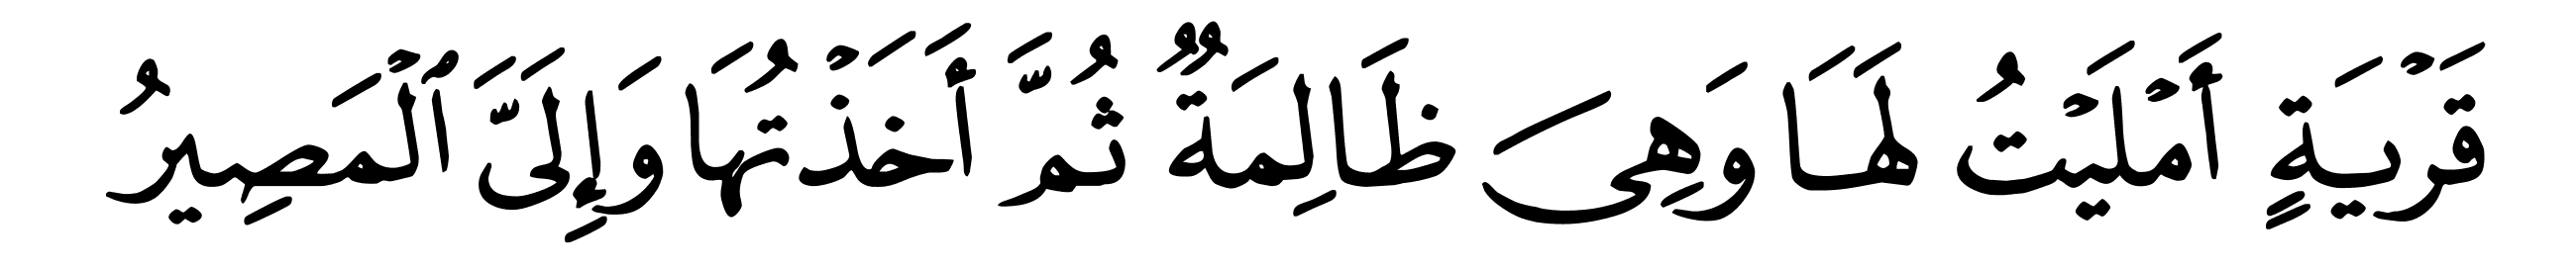 قَرْيَةٍ أَمْلَيْتُ لَهَا وَهِىَ ظَالِمَةٌ ثُمَّ أَخَذْتُهَا وَإِلَىَّ ٱلْمَصِيرُ